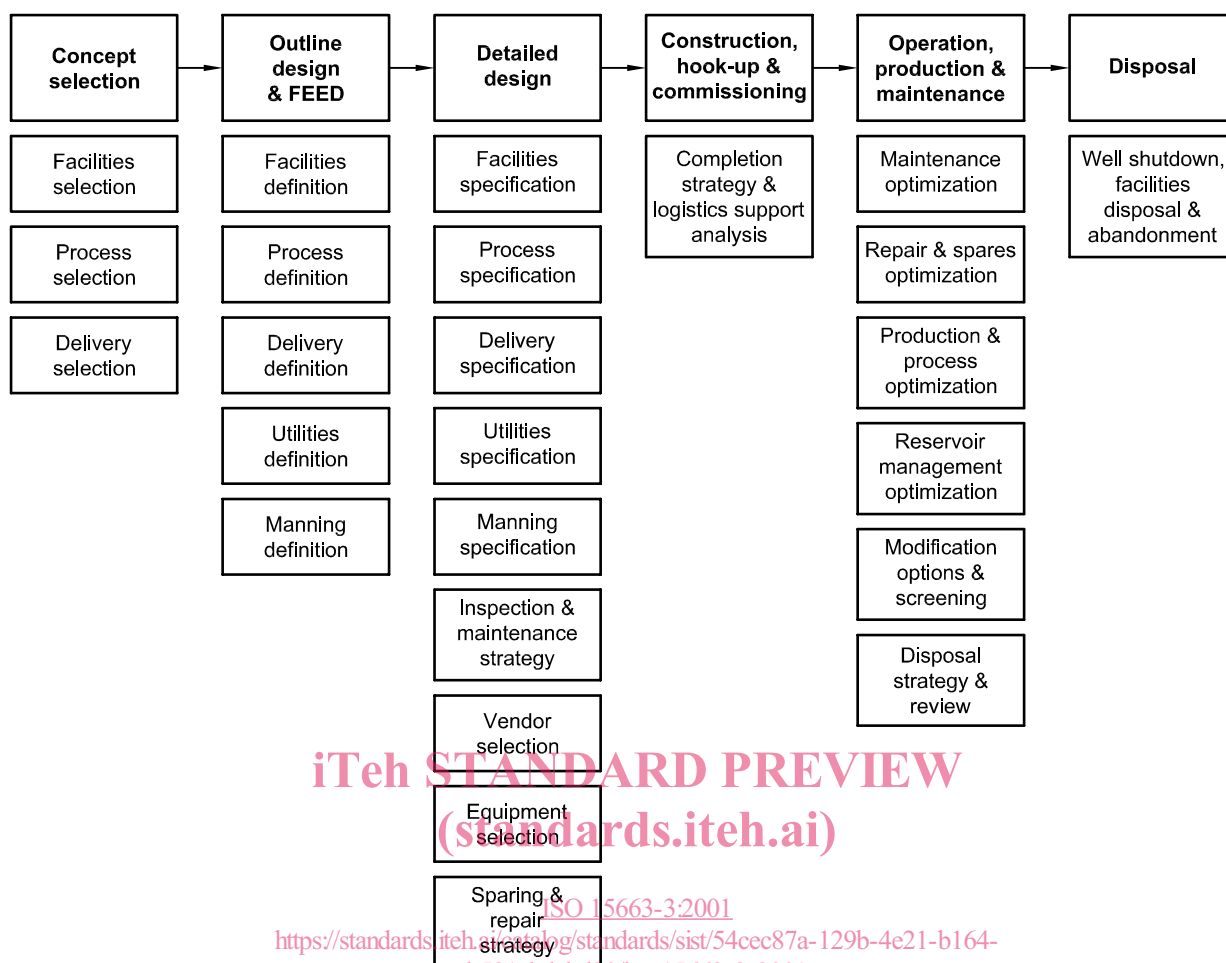 Concept
selection
Outline
design
& FEED
Detailed
design
Construction,
hook-up &
commissioning
Operation,
production &
maintenance
Disposal
Facilities
selection
Process
selection
Delivery
selection
Facilities
definition
Process
definition
Delivery
definition
Utilities
definition
Manning
definition
Facilities
specification
Process
specification
Delivery
specification
Utilities
specification
Manning
specification
Inspection &
maintenance
strategy
Vendor
selection
Equipment
selection
Sparing &
repair
strategy
Completion
strategy &
logistics support
analysis
Maintenance
optimization
Repair & spares
optimization
Production &
process
optimization
Reservoir
management
optimization
Modification
options &
screening
Disposal
strategy &
review
Well shutdown,
facilities
disposal &
abandonment
iTeh STANDARD PREVIEW
(standards.iteh.ai)
ISO 15663-3:2001
https://standards.iteh.ai/catalog/standards/sist/54cec87a-129b-4e21-b164-